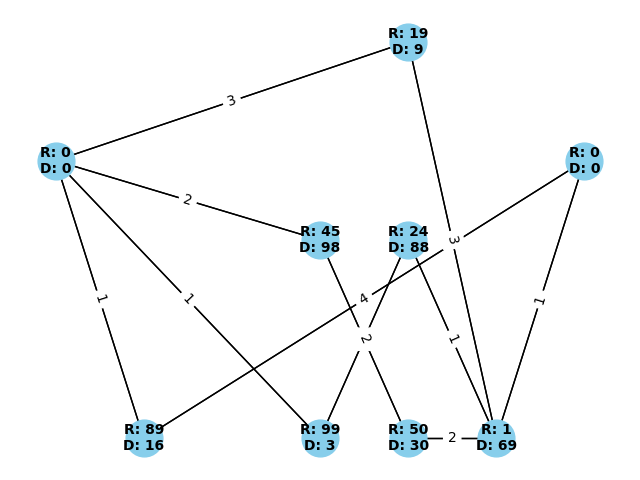 R: 19
D: 9
3
R: 0
D: 0
R: 0
D: 0
2
R: 45
D: 98
R: 24
D: 88
3
1
1
4
1
2
1
R: 89
D: 16
R: 99
D: 3
R: 50
D: 30
2
R: 1
D: 69